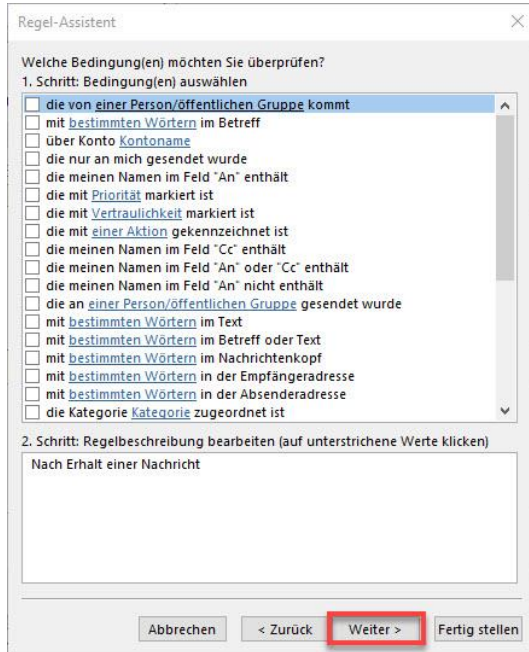 Regel-Assistent
Welche Bedingung(en) möchten Sie überprüfen?
1. Schritt: Bedingung(en) auswählen
die von einer Person/öffentlichen Gruppe kommt
mit bestimmten Wörtern im Betreff
über Konto Kontoname
die nur an mich gesendet wurde
die meinen Namen im Feld "An" enthält
die mit Priorität markiert ist
die mit Vertraulichkeit markiert ist
die mit einer Aktion gekennzeichnet ist
die meinen Namen im Feld "Cc" enthält
die meinen Namen im Feld "An" oder "Cc" enthält
die meinen Namen im Feld "An" nicht enthält
die an einer Person/öffentlichen Gruppe gesendet wurde
mit bestimmten Wörtern im Text
mit bestimmten Wörtern im Betreff oder Text
mit bestimmten Wörtern im Nachrichtenkopf
mit bestimmten Wörtern in der Empfängeradresse
mit bestimmten Wörtern in der Absenderadresse
die Kategorie Kategorie zugeordnet ist
2. Schritt: Regelbeschreibung bearbeiten (auf unterstrichene Werte klicken)
Nach Erhalt einer Nachricht
Abbrechen < Zurück Weiter > Fertig stellen